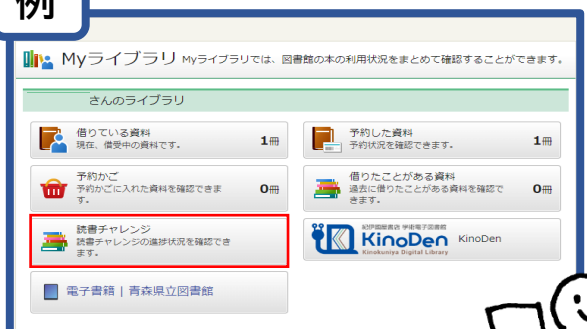 例
Myライブラリ Myライブラリでは、図書館の本の利用状況をまとめて確認することができます。
さんのライブラリ
借りている資料
現在、借受中の資料です。
1冊
予約した資料
予約状況を確認できます。
1冊
予約かご
予約かごに入れた資料を確認できま
す。
0冊
借りたことがある資料
過去に借りたことがある資料を確認で
きます。
0冊
読書チャレンジ
読書チャレンジの進捗状況を確認でき
ます。
紀伊國屋書店 学術電子図書館
KinoDen
Kinokuniya Digital Library
KinoDen
電子書籍 | 青森県立図書館